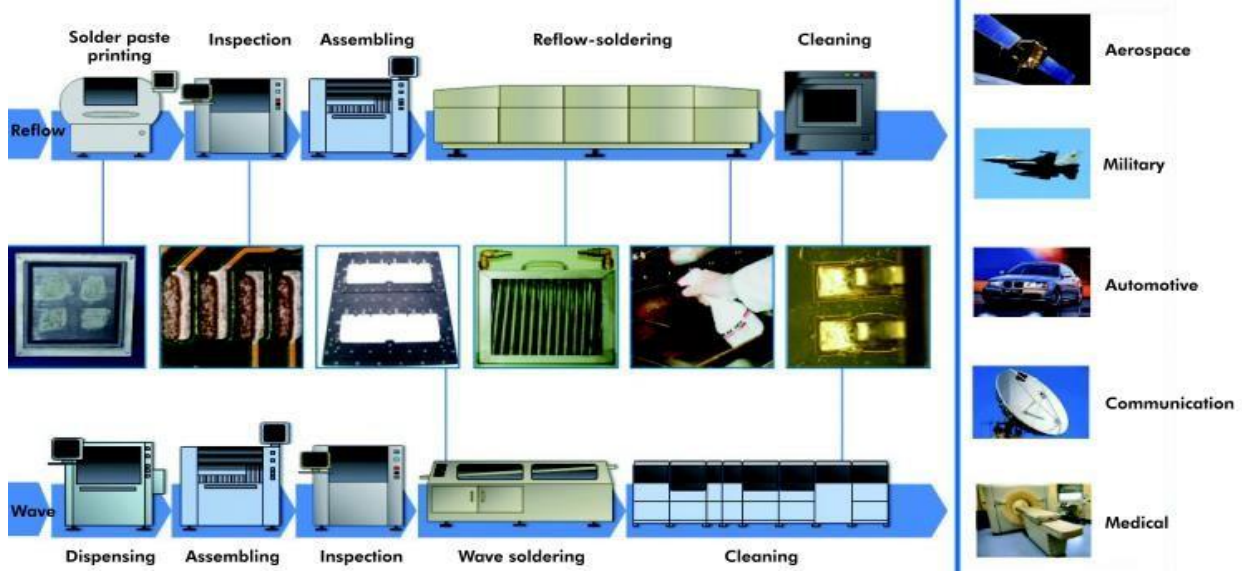 Solder paste
printing
Inspection
Assembling
Reflow-soldering
Cleaning
Reflow
Wave
Dispensing
Assembling
Inspection
Wave soldering
Cleaning
Aerospace
Military
Automotive
Communication
Medical